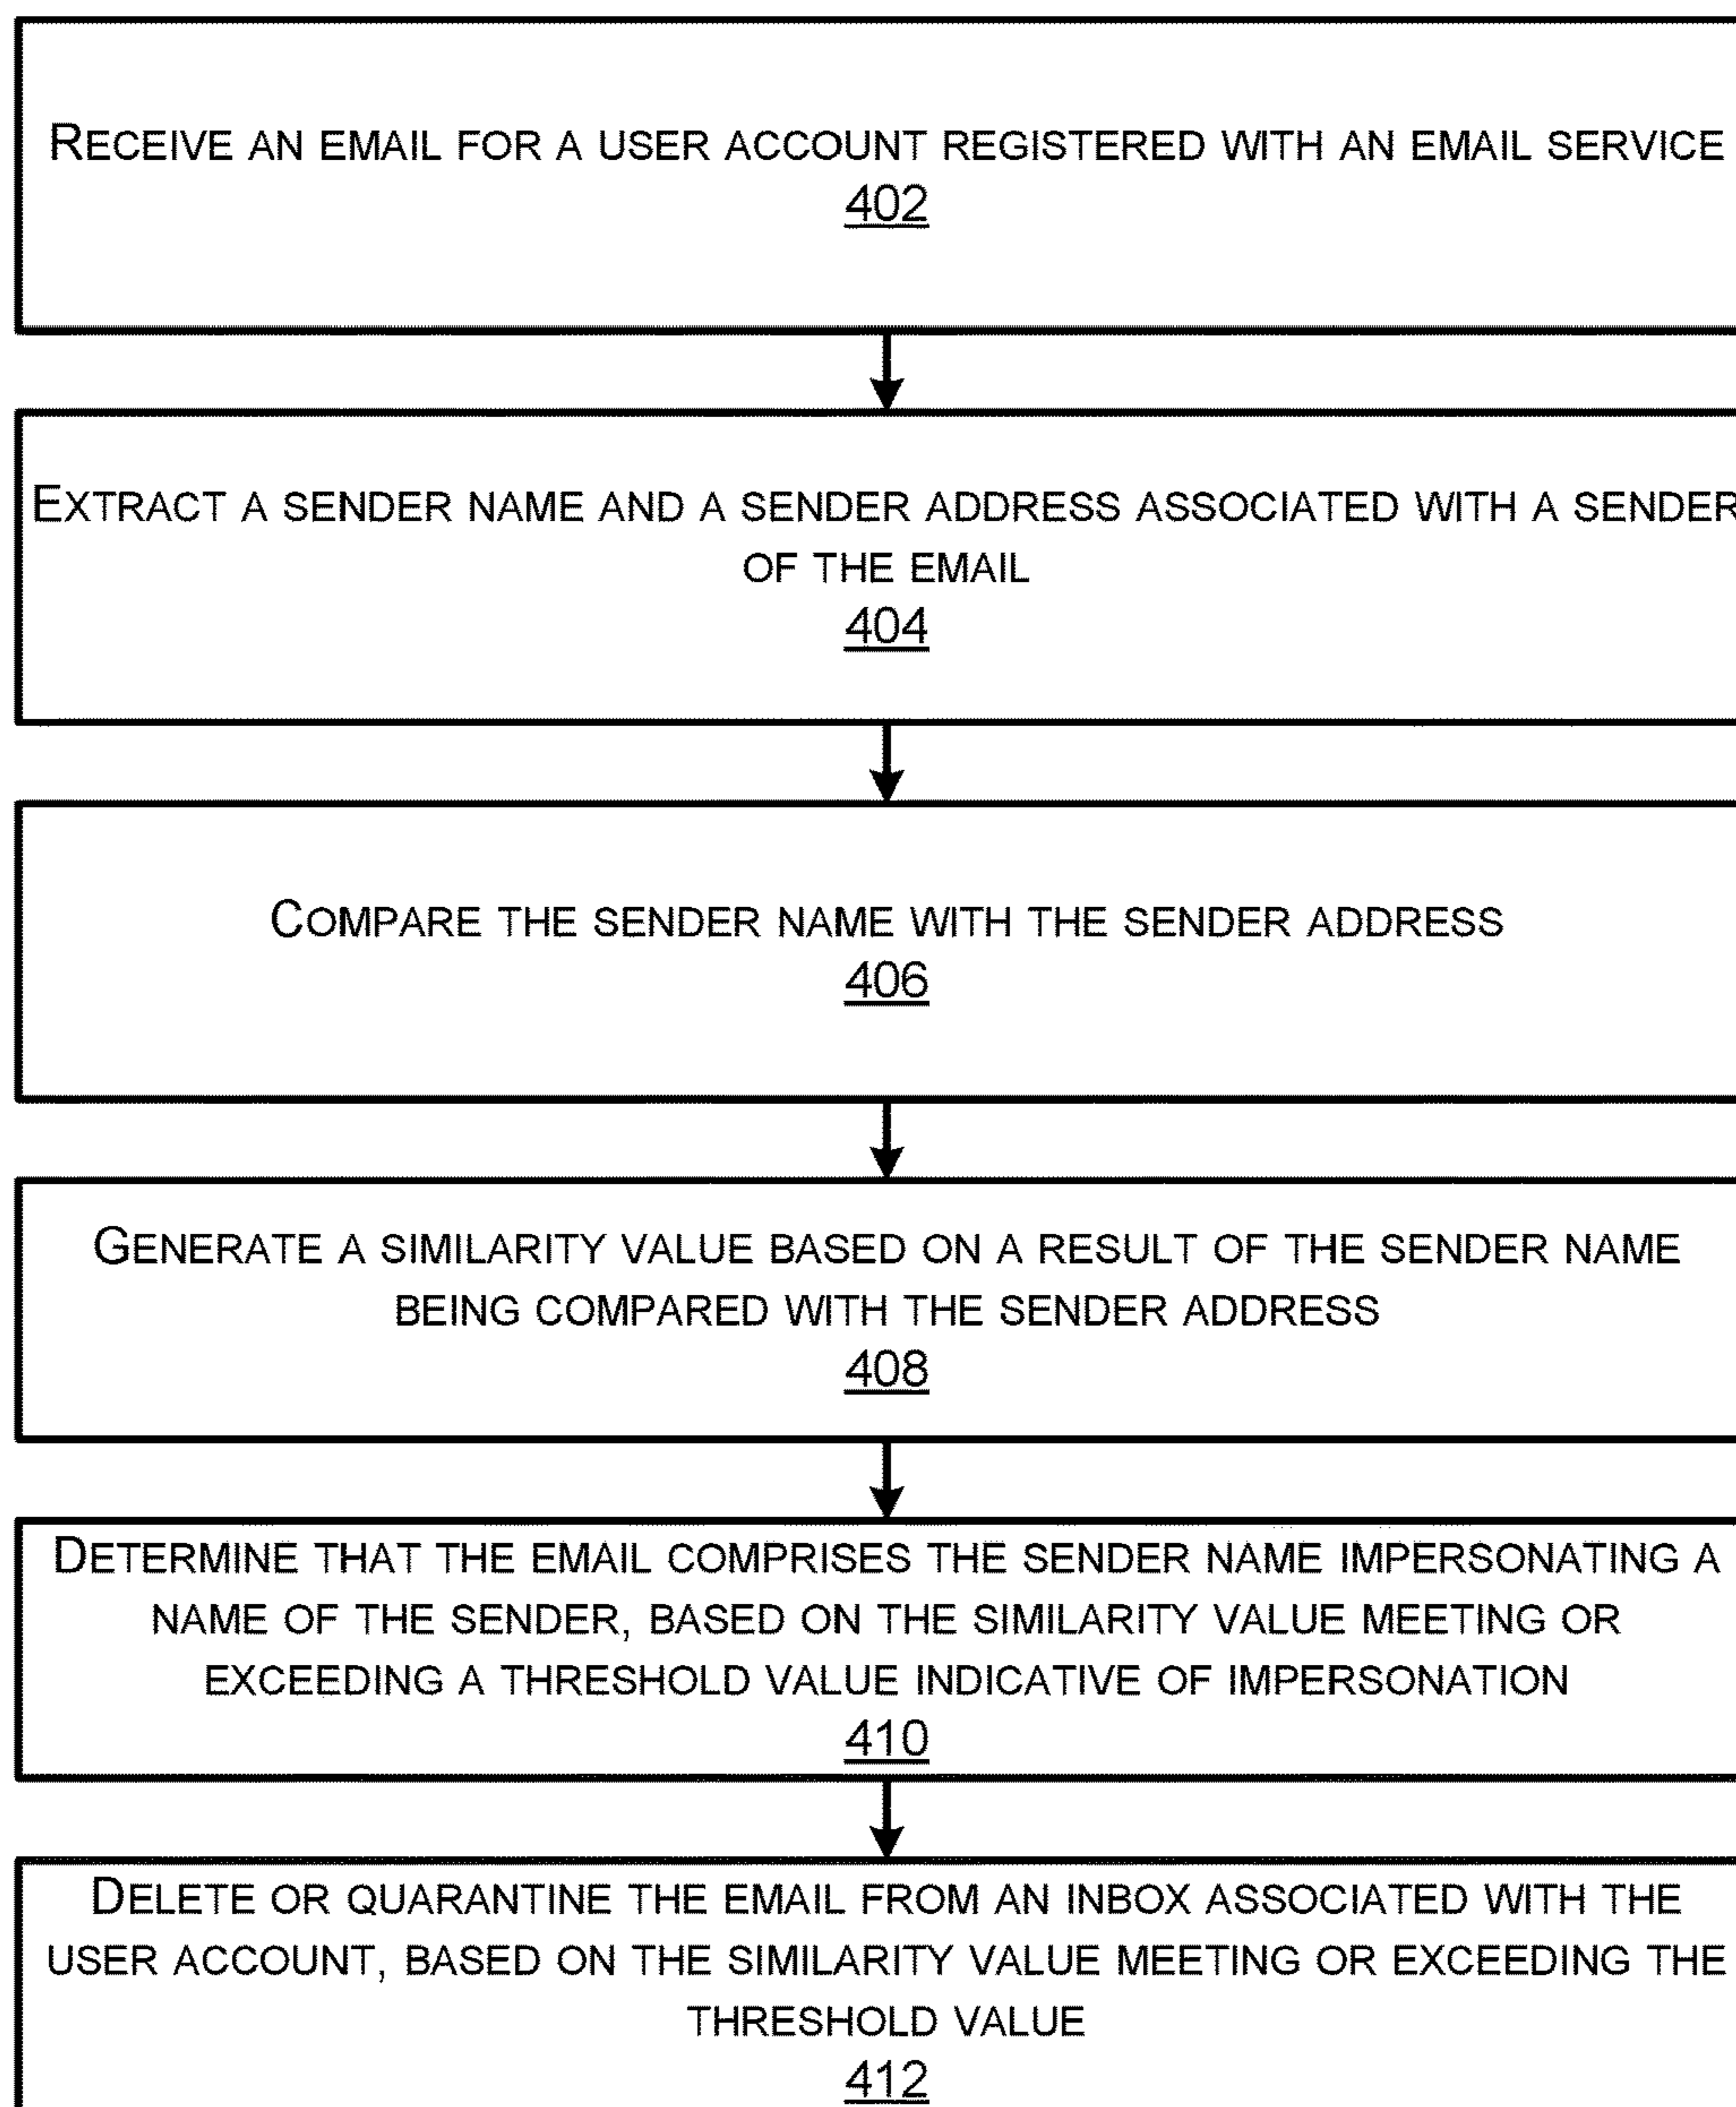 RECEIVE AN EMAIL FOR A USER ACCOUNT REGISTERED WITH AN EMAIL SERVICE
402
EXTRACT A SENDER NAME AND A SENDER ADDRESS ASSOCIATED WITH A SENDER
OF THE EMAIL
404
COMPARE THE SENDER NAME WITH THE SENDER ADDRESS
406
GENERATE A SIMILARITY VALUE BASED ON A RESULT OF THE SENDER NAME
BEING COMPARED WITH THE SENDER ADDRESS
408
DETERMINE THAT THE EMAIL COMPRISES THE SENDER NAME IMPERSONATING A
NAME OF THE SENDER, BASED ON THE SIMILARITY VALUE MEETING OR
EXCEEDING A THRESHOLD VALUE INDICATIVE OF IMPERSONATION
410
DELETE OR QUARANTINE THE EMAIL FROM AN INBOX ASSOCIATED WITH THE
USER ACCOUNT, BASED ON THE SIMILARITY VALUE MEETING OR EXCEEDING THE
THRESHOLD VALUE
412